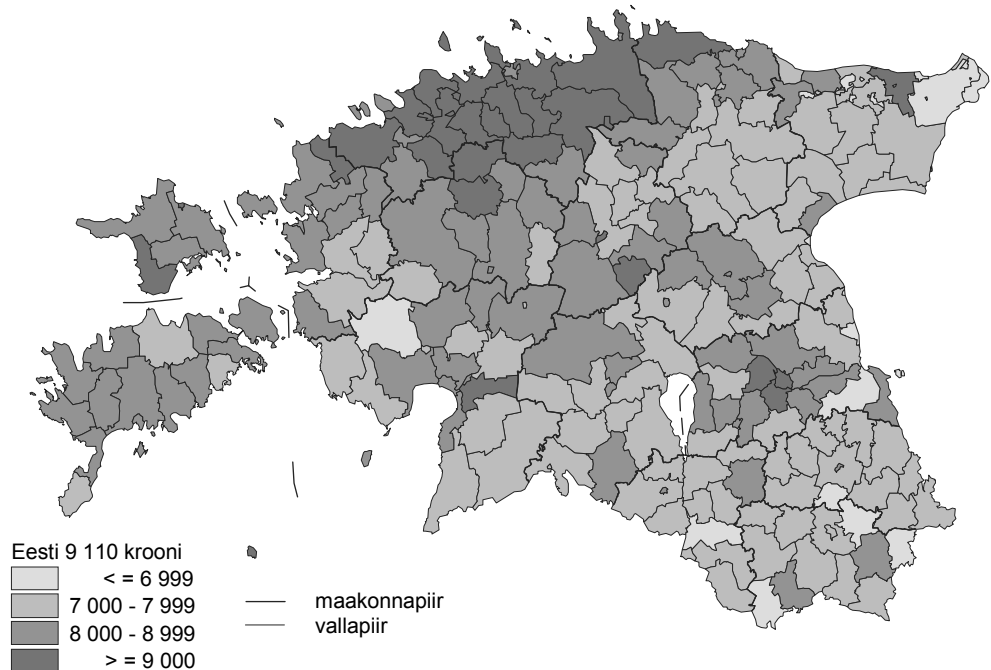 Eesti 9 110 krooni
< = 6 999
7 000 - 7 999
8 000 - 8 999
> = 9 000
maakonnapiir
vallapiir